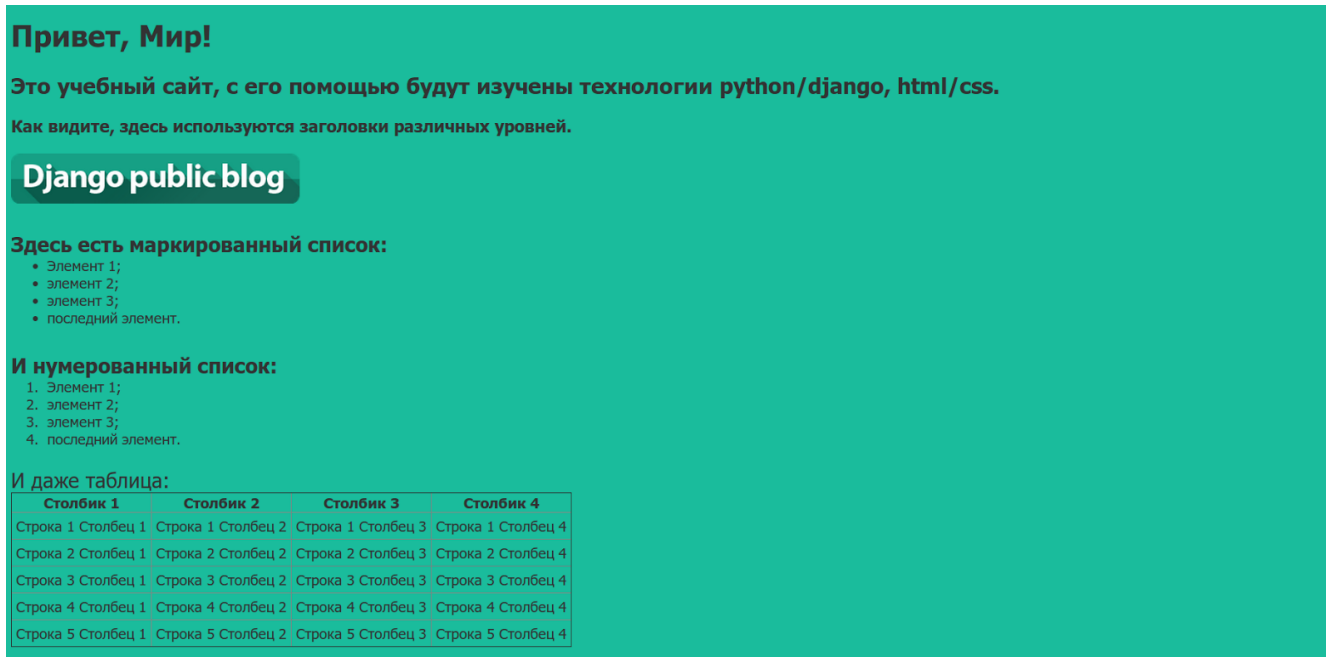 Привет, Мир!
Это учебный сайт, с его помощью будут изучены технологии python/django, html/css.
Как видите, здесь используются заголовки различных уровней.
Django public blog
Здесь есть маркированный список:
• Элемент 1;
• элемент 2;
• элемент 3;
• последний элемент.
И нумерованный список:
1. Элемент 1;
2. элемент 2;
3. элемент 3;
4. последний элемент.
И даже таблица:
Столбик 1 Столбик 2 Столбик 3 Столбик 4
Строка 1 Столбец 1 Строка 1 Столбец 2 Строка 1 Столбец 3 Строка 1 Столбец 4
Строка 2 Столбец 1 Строка 2 Столбец 2 Строка 2 Столбец 3 Строка 2 Столбец 4
Строка 3 Столбец 1 Строка 3 Столбец 2 Строка 3 Столбец 3 Строка 3 Столбец 4
Строка 4 Столбец 1 Строка 4 Столбец 2 Строка 4 Столбец 3 Строка 4 Столбец 4
Строка 5 Столбец 1 Строка 5 Столбец 2 Строка 5 Столбец 3 Строка 5 Столбец 4